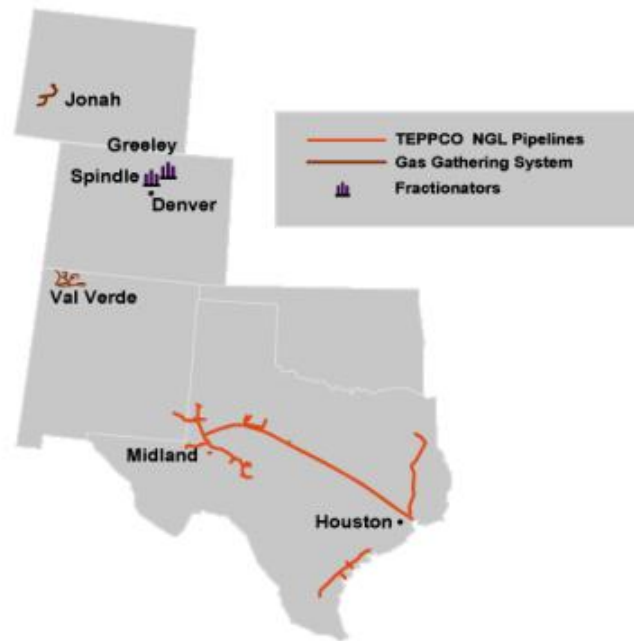 Jonah
Greeley
Spindle
Denver
Val Verde
Midland
Houston
TEPPCO NGL Pipelines
Gas Gathering System
Fractionators